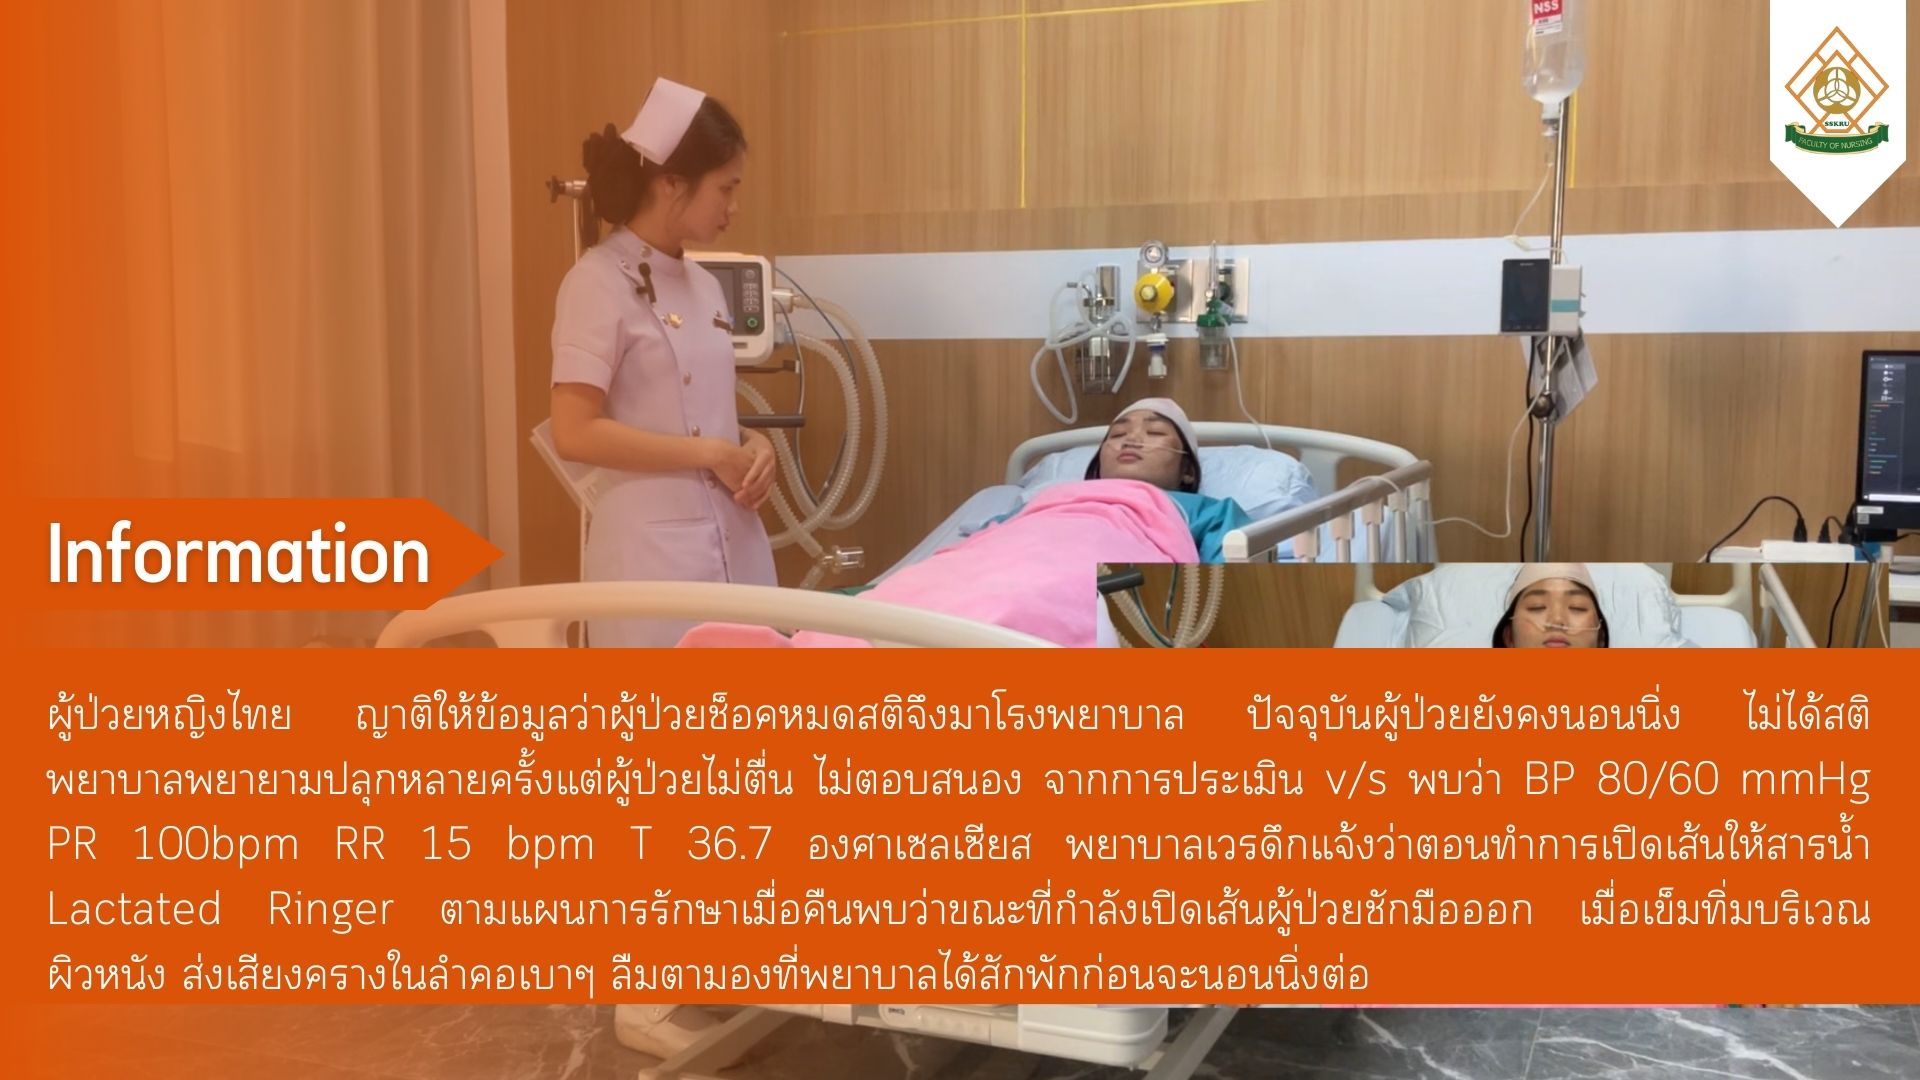 NSS
SSKRU
FACULTY OF NURSING
Information
ผู้ป่วยหญิงไทย ญาติให้ข้อมูลว่าผู้ป่วยช็อคหมดสติจึงมาโรงพยาบาล ปัจจุบันผู้ป่วยยังคงนอนนิ่ง ไม่ได้สติ
พยาบาลพยายามปลุกหลายครั้งแต่ผู้ป่วยไม่ตื่น ไม่ตอบสนอง จากการประเมิน v/s พบว่า BP 80/60 mmHg
PR 100bpm RR 15 bpm T 36.7 องศาเซลเซียส พยาบาลเวรดึกแจ้งว่าตอนทำการเปิดเส้นให้สารน้ำ
Lactated Ringer ตามแผนการรักษาเมื่อคืนพบว่าขณะที่กำลังเปิดเส้นผู้ป่วยชักมือออก เมื่อเข็มทิ่มบริเวณ
ผิวหนัง ส่งเสียงครางในลำคอเบาๆ ลืมตามองที่พยาบาลได้สักพักก่อนจะนอนนิ่งต่อ